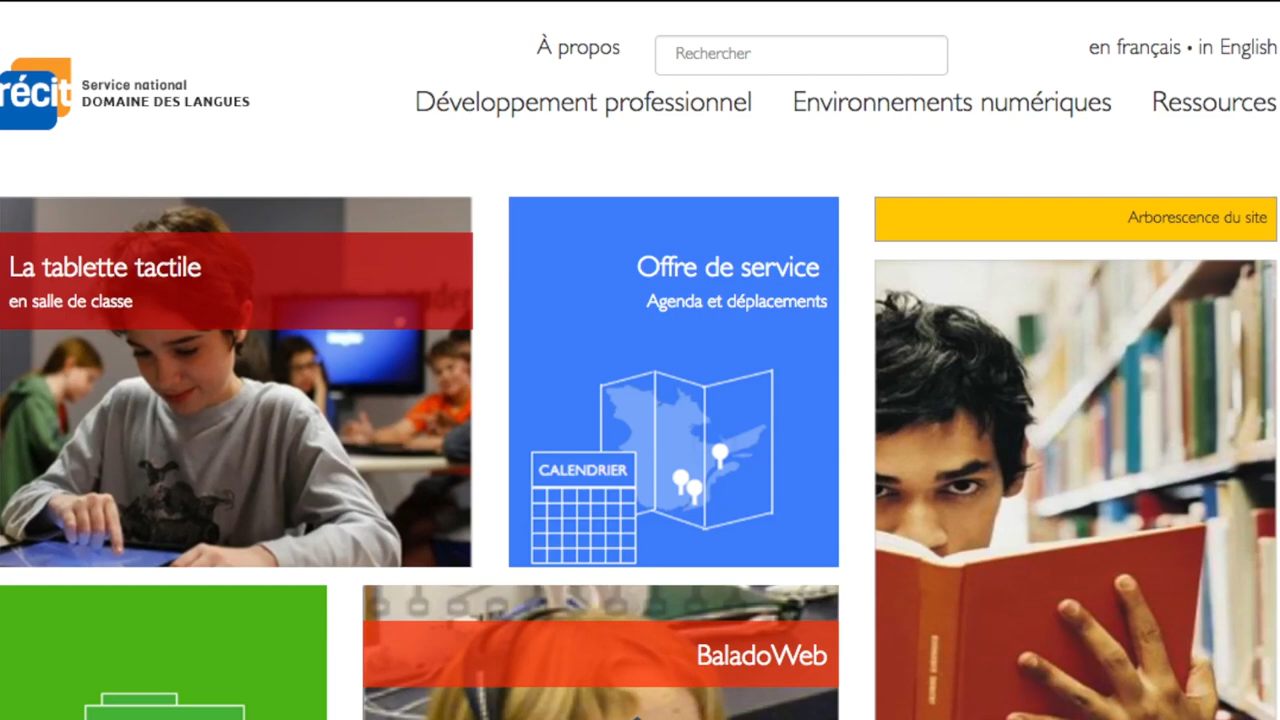 À propos
Rechercher
en français • in English
récit
Service national
DOMAINE DES LANGUES
Développement professionnel
Environnements numériques
Ressources
La tablette tactile
en salle de classe
Offre de service
Agenda et déplacements
CALENDRIER
Arborescence du site
BaladoWeb